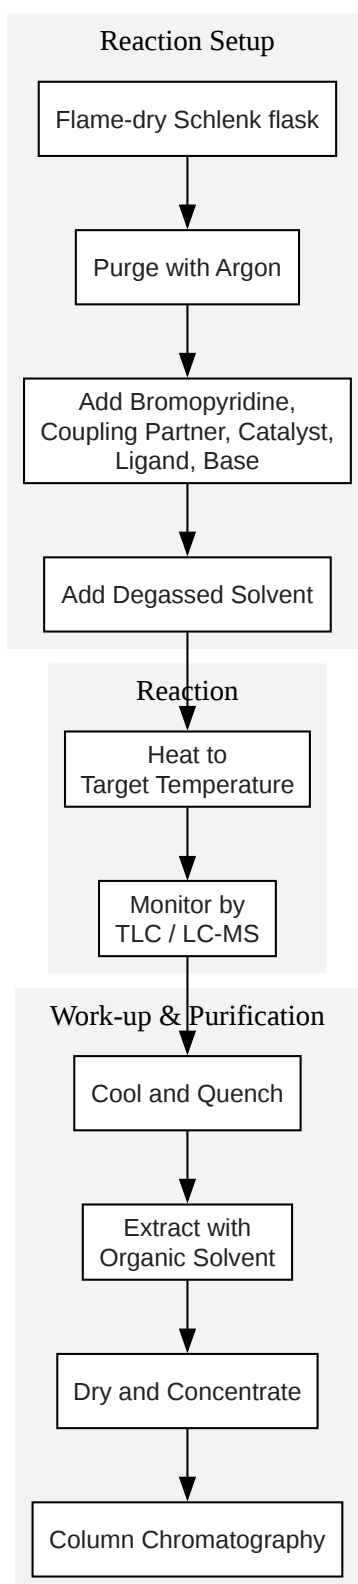 Reaction Setup
Flame-dry Schlenk flask
Purge with Argon
Add Bromopyridine,
Coupling Partner, Catalyst,
Ligand, Base
Add Degassed Solvent
Reaction
Heat to
Target Temperature
Monitor by
TLC / LC-MS
Work-up & Purification
Cool and Quench
Extract with
Organic Solvent
Dry and Concentrate
Column Chromatography